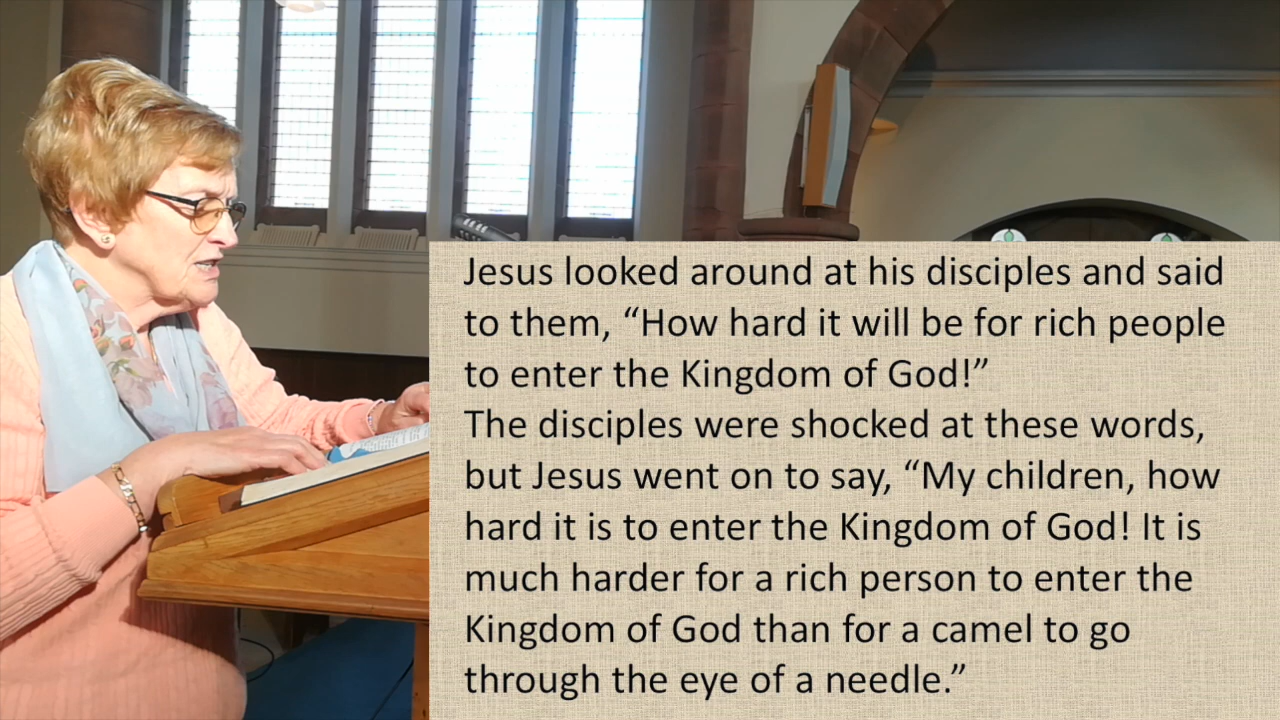 Jesus looked around at his disciples and said
to them, “How hard it will be for rich people
to enter the Kingdom of God!”
The disciples were shocked at these words,
but Jesus went on to say, “My children, how
hard it is to enter the Kingdom of God! It is
much harder for a rich person to enter the
Kingdom of God than for a camel to go
through the eye of a needle.”